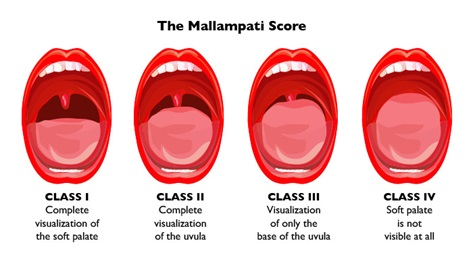 The Mallampati Score
CLASS I
Complete
visualization of
the soft palate
CLASS II
Complete
visualization
of the uvula
CLASS III
Visualization
of only the
base of the uvula
CLASS IV
Soft palate
is not
visible at all